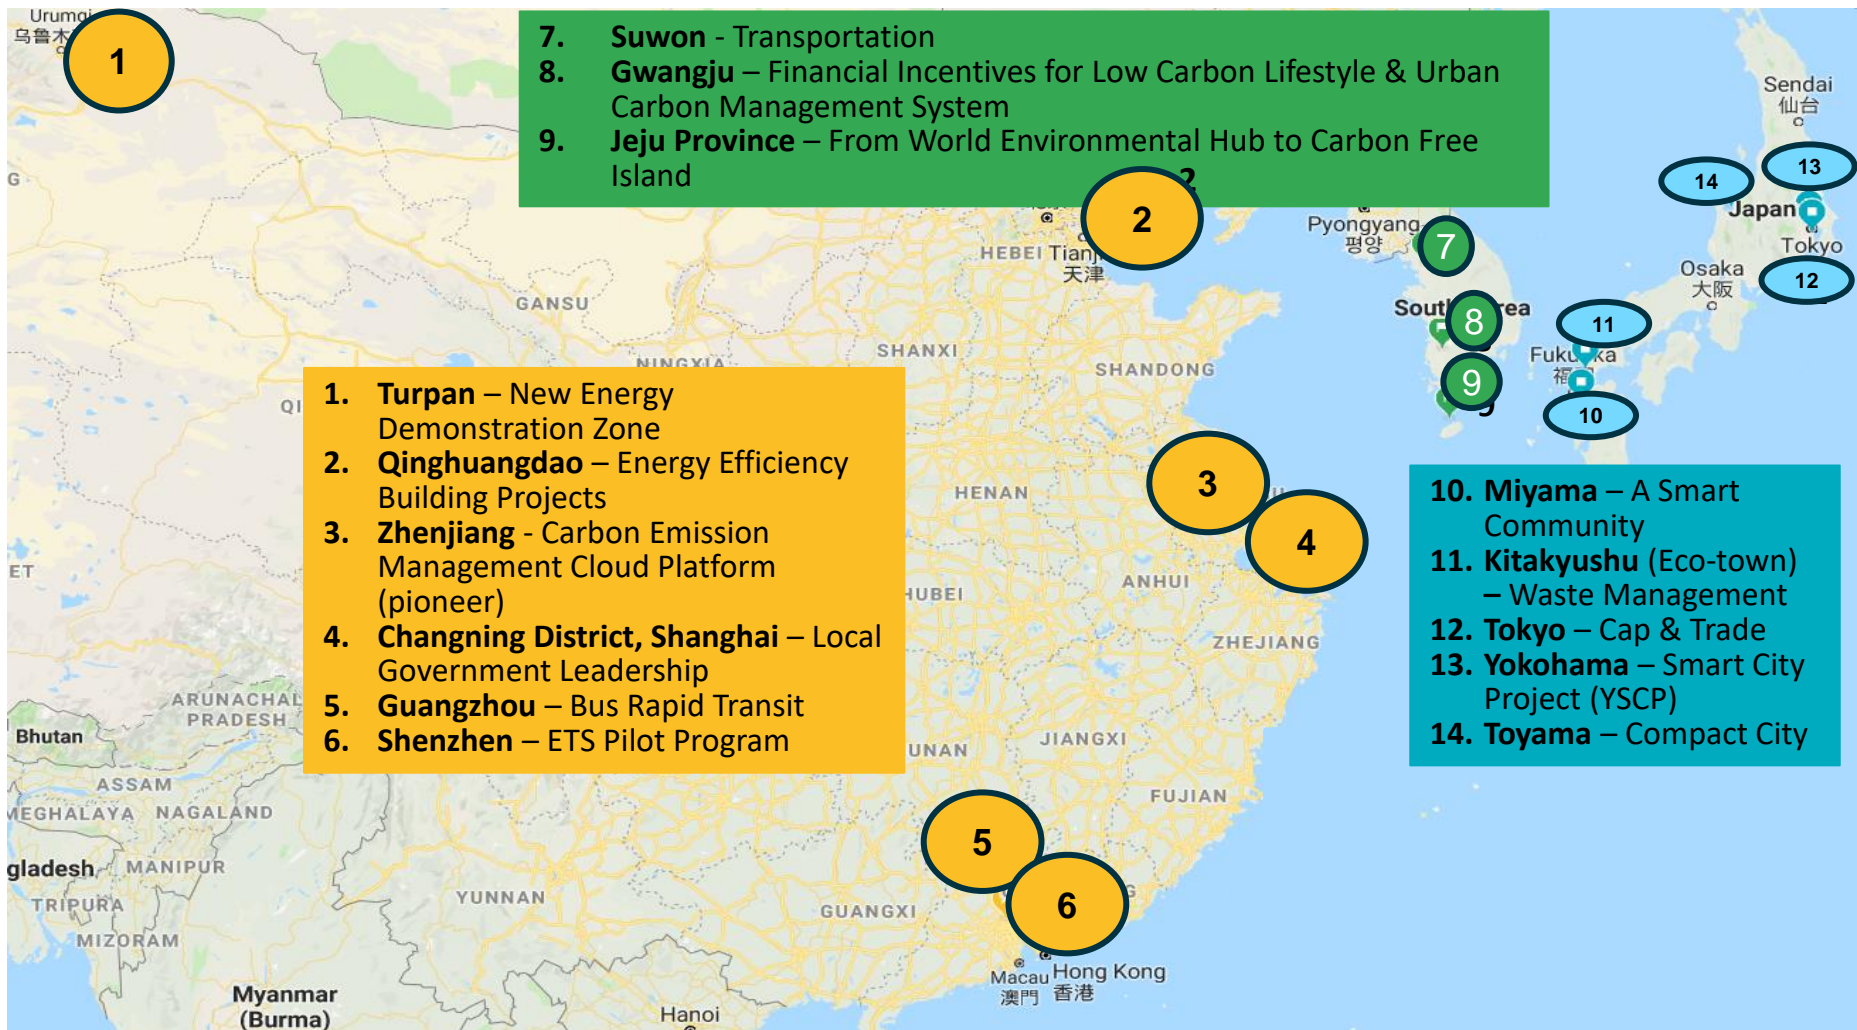 Urumqi
1
7. Suwon - Transportation
8. Gwangju – Financial Incentives for Low Carbon Lifestyle & Urban
Carbon Management System
9. Jeju Province – From World Environmental Hub to Carbon Free
Island
2
2
Sendai
仙台
13
14
Japan
Tokyo
12
Pyongyang
평양
7
HEBEI
天津
Osaka
大阪
GANSU
8
11
9
9
10
SHANXI
SHANDONG
NINGXIA
1. Turpan – New Energy
Demonstration Zone
2. Qinghuangdao – Energy Efficiency
Building Projects
3. Zhenjiang - Carbon Emission
Management Cloud Platform
(pioneer)
4. Changning District, Shanghai – Local
Government Leadership
5. Guangzhou – Bus Rapid Transit
6. Shenzhen – ETS Pilot Program
3
4
HENAN
ANHUI
ZHEJIANG
10. Miyama – A Smart
Community
11. Kitakyushu (Eco-town)
– Waste Management
12. Tokyo – Cap & Trade
13. Yokohama – Smart City
Project (YSCP)
14. Toyama – Compact City
ARUNACHAL
PRADESH
Bhutan
JIANGXI
ASSAM
MEGHALAYA NAGALAND
FUJIAN
5
6
MANIPUR
TRIPURA
YUNNAN
GUANGXI
MIZORAM
Macau
澳門
Hong Kong
香港
Myanmar
(Burma)
Hanoi